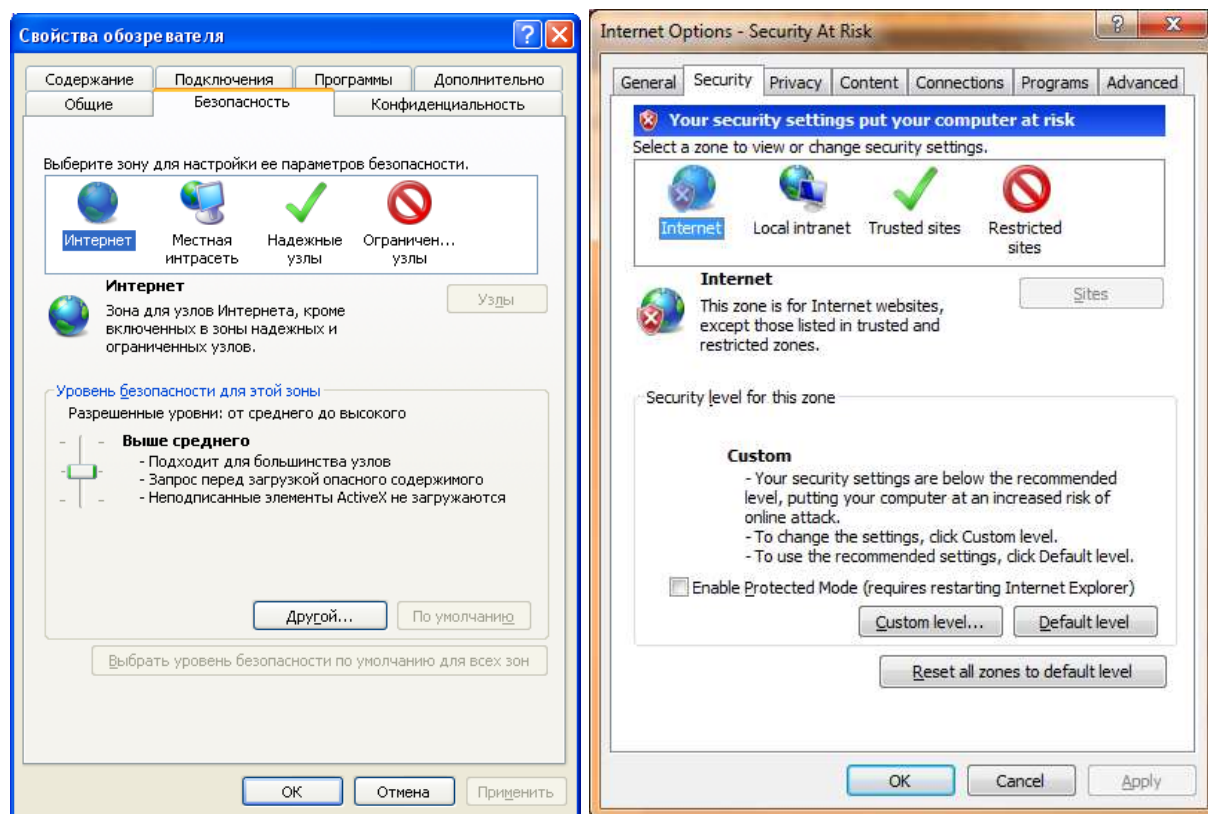 Свойства обозревателя
Содержание Подключения Программы Дополнительно
Общие Безопасность Конфиденциальность
Выберите зону для настройки ее параметров безопасности.
Интернет Местная интрасеть Надежные узлы Ограничен... узлы
Интернет
Узлы
Зона для узлов Интернета, кроме
включенных в зоны надежных и
ограниченных узлов.
Уровень безопасности для этой зоны
Разрешенные уровни: от среднего до высокого
Выше среднего
- Подходит для большинства узлов
- Запрос перед загрузкой опасного содержимого
- Неподписанные элементы ActiveX не загружаются
Другой... По умолчанию
Выбрать уровень безопасности по умолчанию для всех зон
ОК Отмена Применить
Internet Options - Security At Risk
General Security Privacy Content Connections Programs Advanced
Your security settings put your computer at risk
Select a zone to view or change security settings.
Internet Local intranet Trusted sites Restricted sites
Internet
Sites
This zone is for Internet websites,
except those listed in trusted and
restricted zones.
Security level for this zone
Custom
- Your security settings are below the recommended
level, putting your computer at an increased risk of
online attack.
- To change the settings, click Custom level.
- To use the recommended settings, click Default level.
Enable Protected Mode (requires restarting Internet Explorer)
Custom level... Default level
Reset all zones to default level
OK Cancel Apply